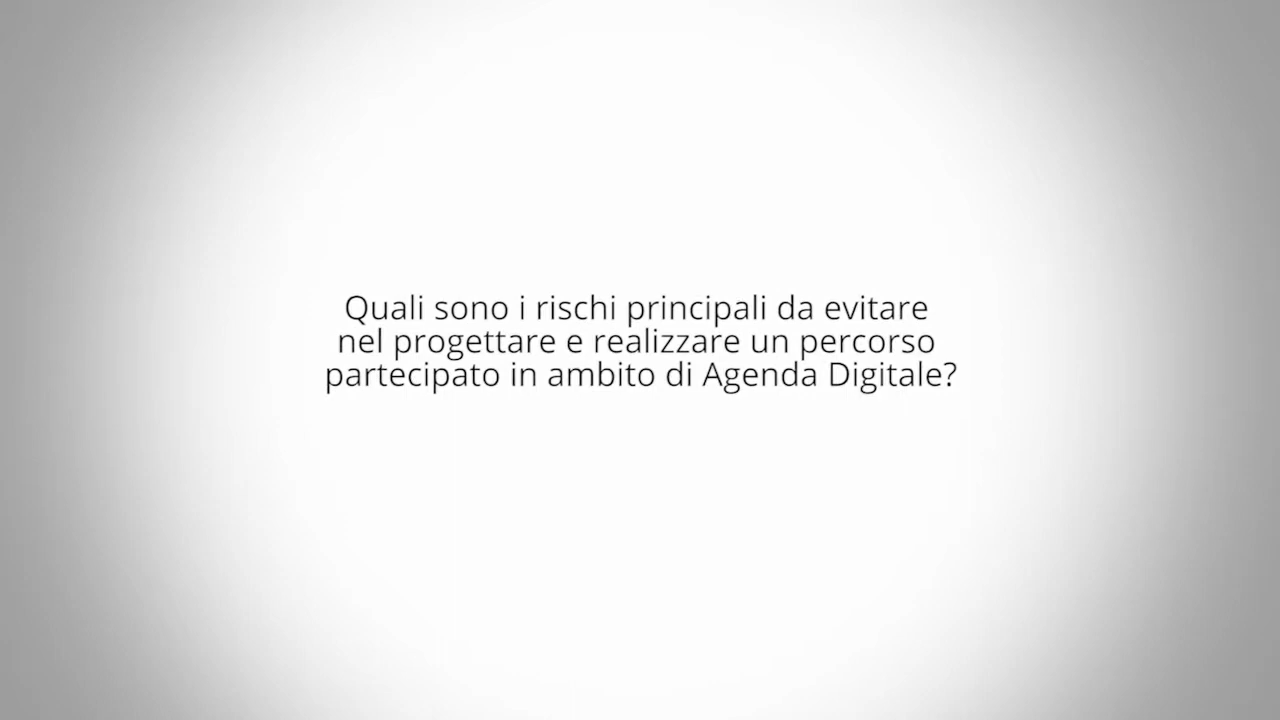 Quali sono i rischi principali da evitare
nel progettare e realizzare un percorso
partecipato in ambito di Agenda Digitale?